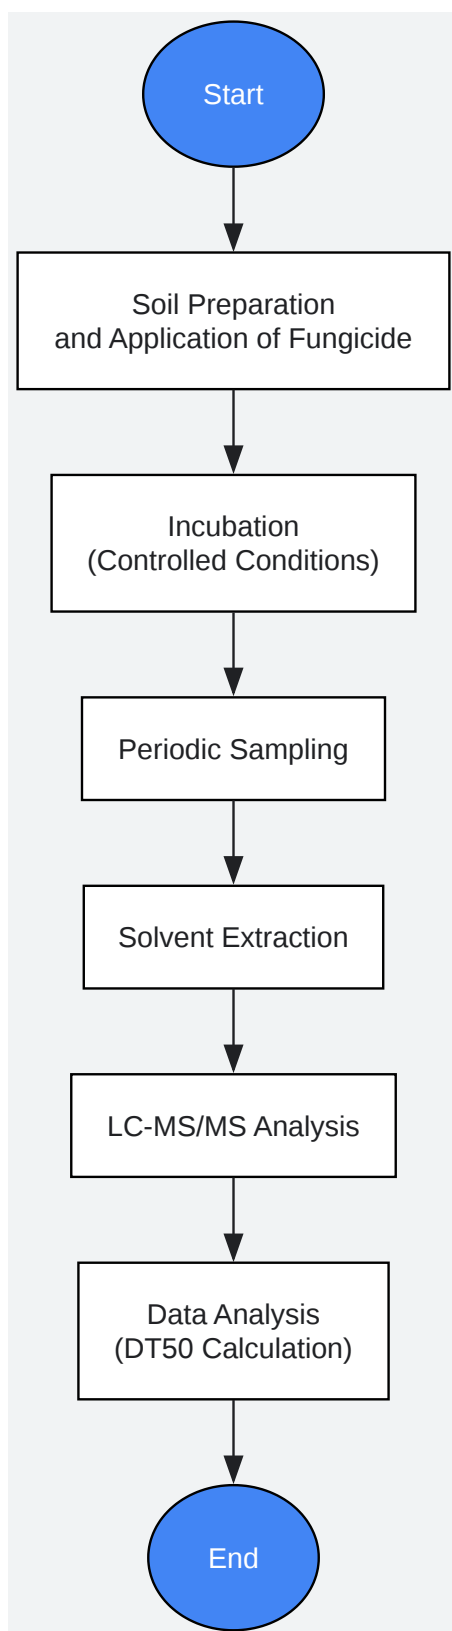 Start
Soil Preparation
and Application of Fungicide
Incubation
(Controlled Conditions)
Periodic Sampling
Solvent Extraction
LC-MS/MS Analysis
Data Analysis
(DT50 Calculation)
End